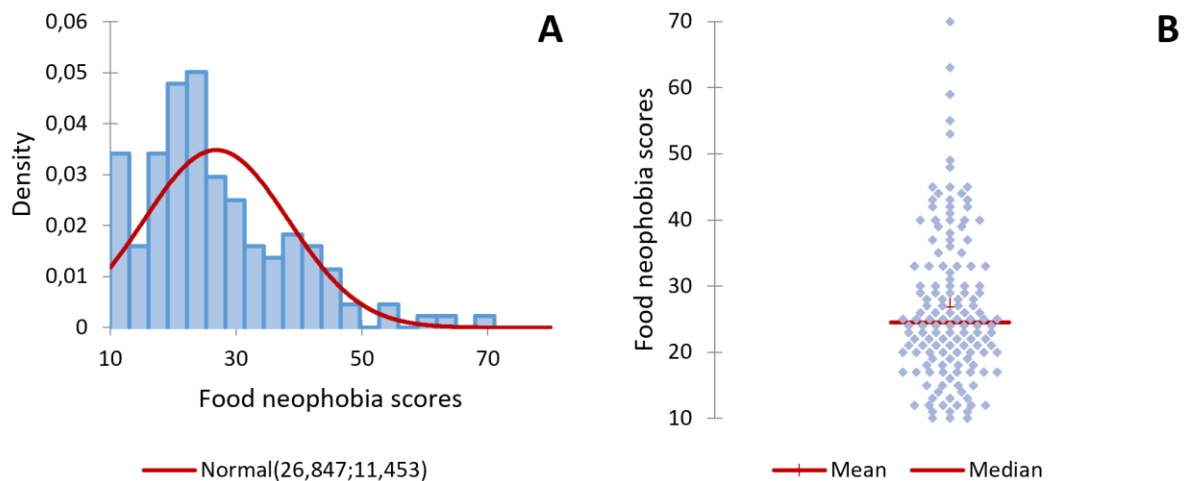 A
0,06
0,05
0,04
0,03
0,02
0,01
0
Density
10 30 50 70
Food neophobia scores
Normal(26,847;11,453)
B
70
60
50
40
30
20
10
Food neophobia scores
Mean Median